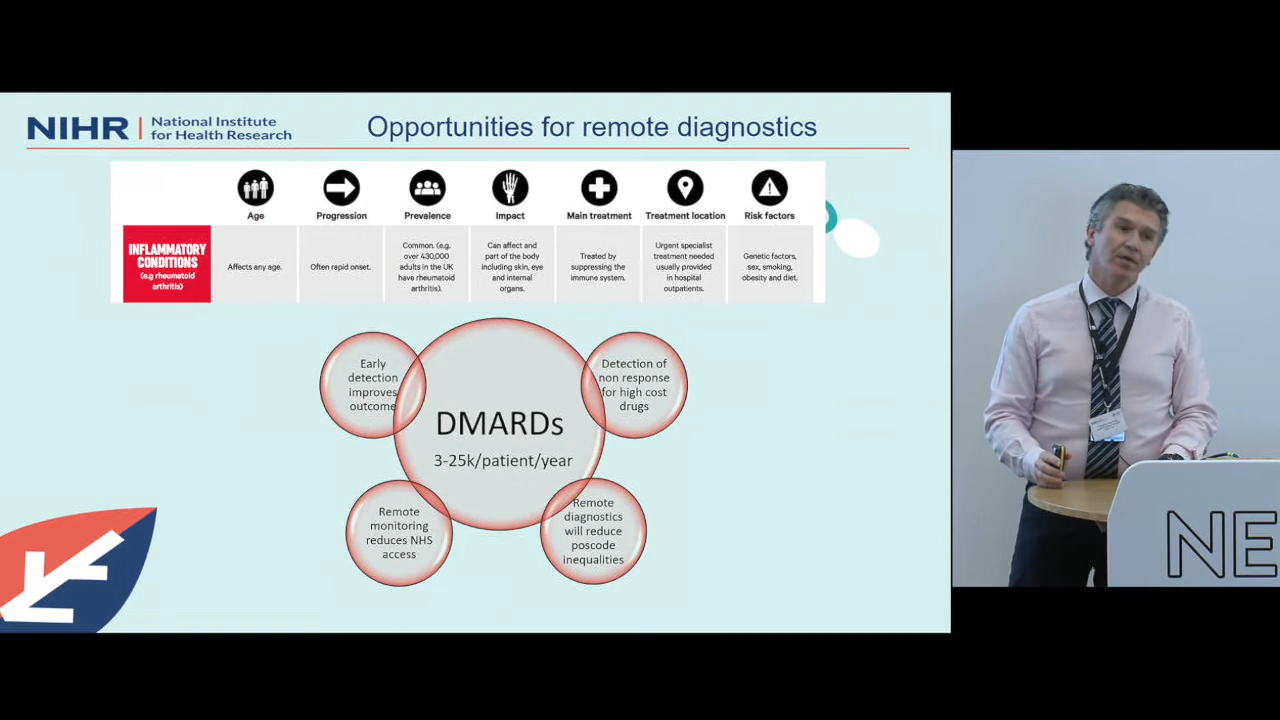 NIHR | National Institute
for Health Research
Opportunities for remote diagnostics
Age
Progression
Prevalence
Impact
Main treatment
Treatment location
Risk factors
INFLAMMATORY
CONDITIONS
(e.g rheumatoid
arthritis)
Affects any age.
Often rapid onset.
Common. (e.g.
over 430,000
adults in the UK
have rheumatoid
arthritis).
Can affect and
part of the body
including skin, eye
and internal
organs.
Treated by
suppressing the
immune system.
Urgent specialist
treatment needed
usually provided
in hospital
outpatients.
Genetic factors,
sex, smoking,
obesity and diet.
Early
detection
improves
outcome
Detection of
non response
for high cost
drugs
DMARDs
3-25k/patient/year
Remote
monitoring
reduces NHS
access
Remote
diagnostics
will reduce
poscode
inequalities
NE